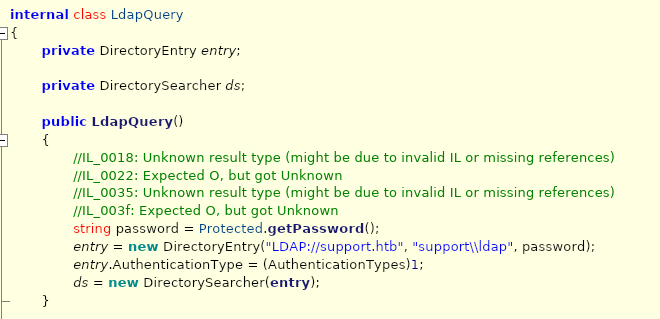 internal class LdapQuery
{
private DirectoryEntry entry;
private DirectorySearcher ds;
public LdapQuery()
{
//IL_0018: Unknown result type (might be due to invalid IL or missing references)
//IL_0022: Expected O, but got Unknown
//IL_0035: Unknown result type (might be due to invalid IL or missing references)
//IL_003f: Expected O, but got Unknown
string password = Protected.getPassword();
entry = new DirectoryEntry("LDAP://support.htb", "support\\ldap", password);
entry.AuthenticationType = (AuthenticationTypes)1;
ds = new DirectorySearcher(entry);
}